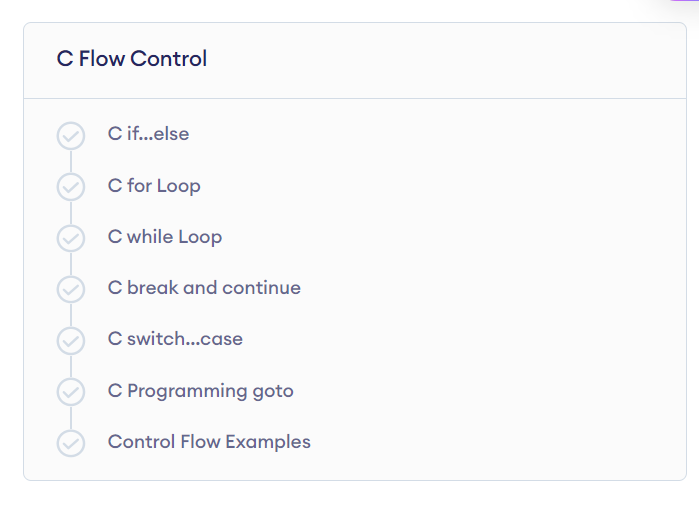 C Flow Control
C if...else
C for Loop
C while Loop
C break and continue
C switch...case
C Programming goto
Control Flow Examples